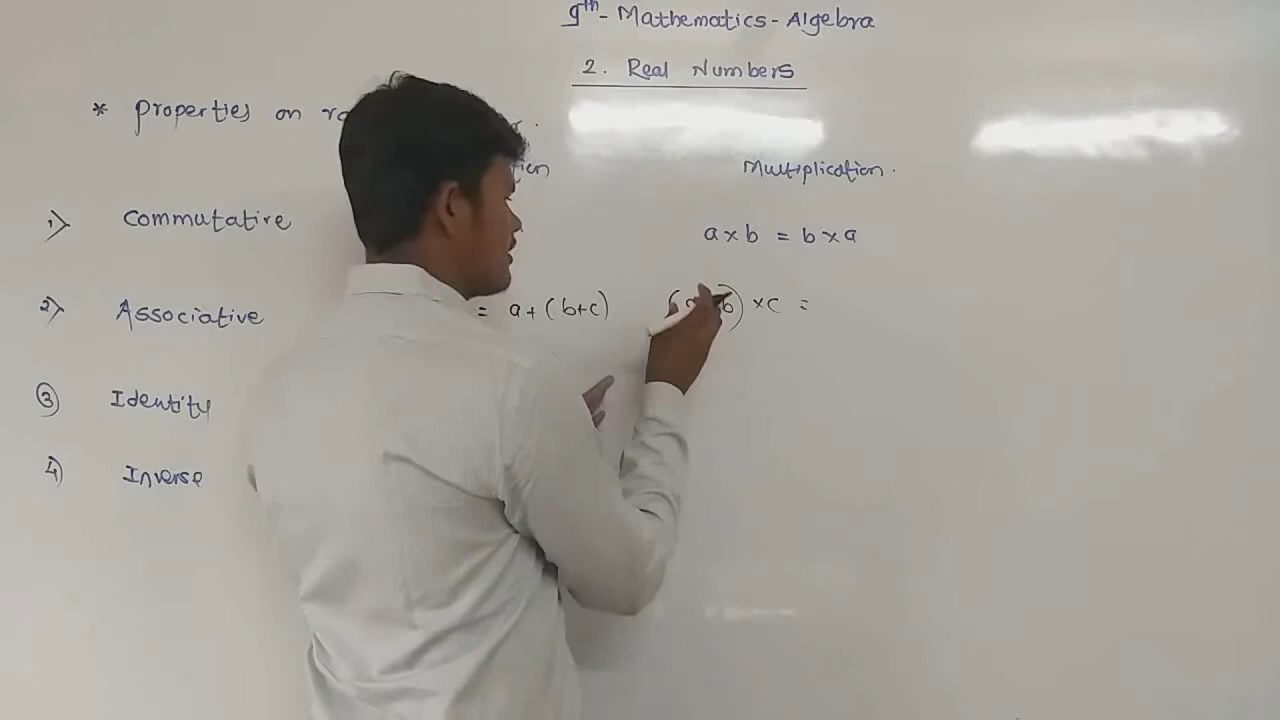 9th - Mathematics - Algebra
2. Real Numbers
* Properties on
Multiplication.
1) Commutative a × b = b × a
2) Associative = a + (b+c) ( b) × c =
③ Identity
4) Inverse